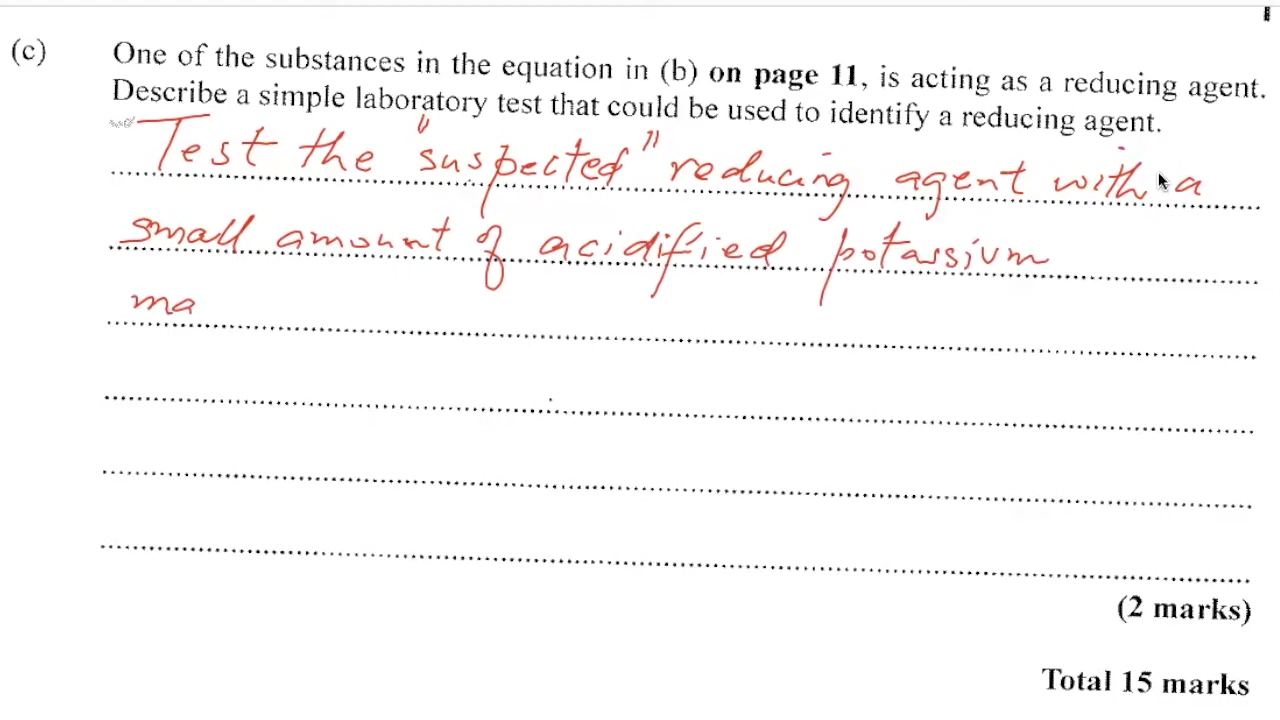 (c) One of the substances in the equation in (b) on page 11, is acting as a reducing agent.
Describe a simple laboratory test that could be used to identify a reducing agent.
Test the "suspected" reducing agent with a
small amount of acidified potassium
ma
(2 marks)
Total 15 marks